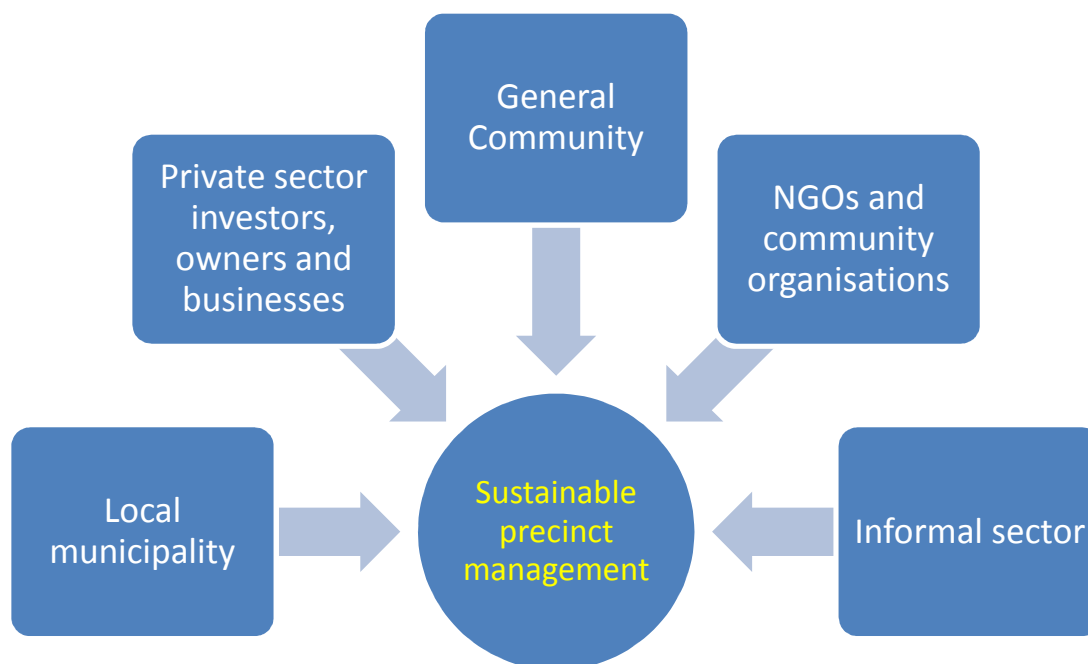 General
Community
Private sector
investors,
owners and
businesses
NGOs and
community
organisations
Local
municipality
Sustainable
precinct
management
Informal sector